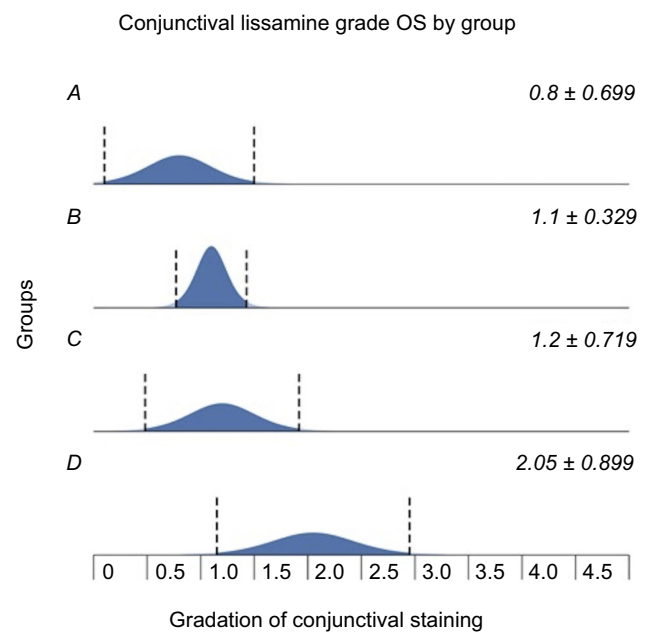 Conjunctival lissamine grade OS by group
A
0.8 ± 0.699
B
1.1 ± 0.329
Groups
C
1.2 ± 0.719
D
2.05 ± 0.899
0 0.5 1.0 1.5 2.0 2.5 3.0 3.5 4.0 4.5
Gradation of conjunctival staining